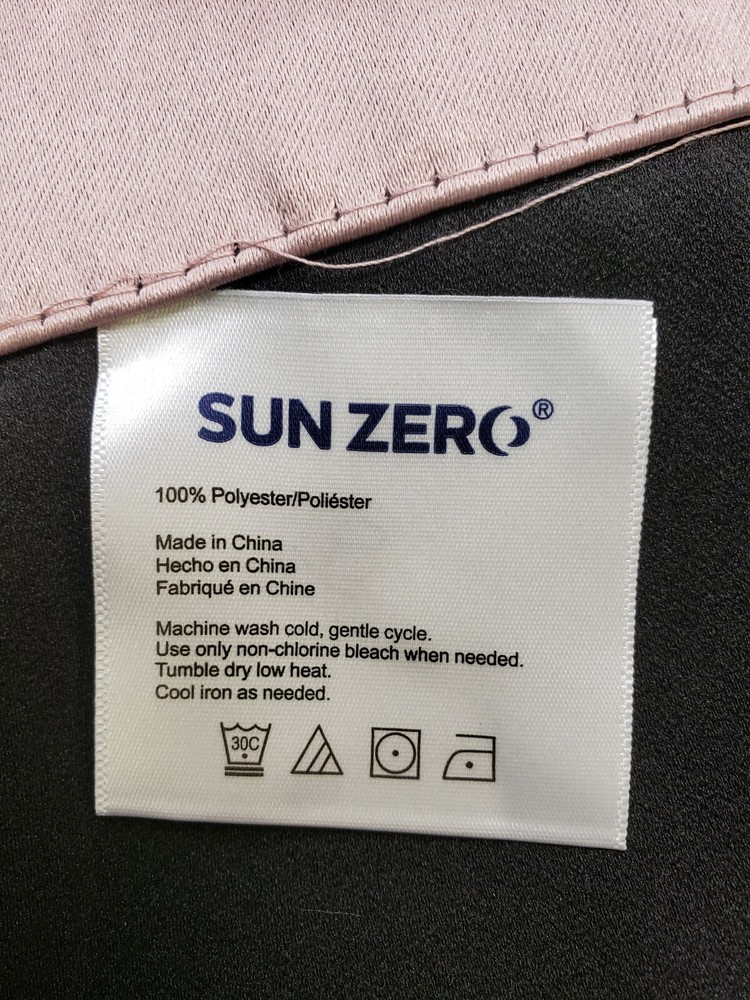 SUN ZERO®
100% Polyester/Poliéster
Made in China
Hecho en China
Fabriqué en Chine
Machine wash cold, gentle cycle.
Use only non-chlorine bleach when needed.
Tumble dry low heat.
Cool iron as needed.
30C